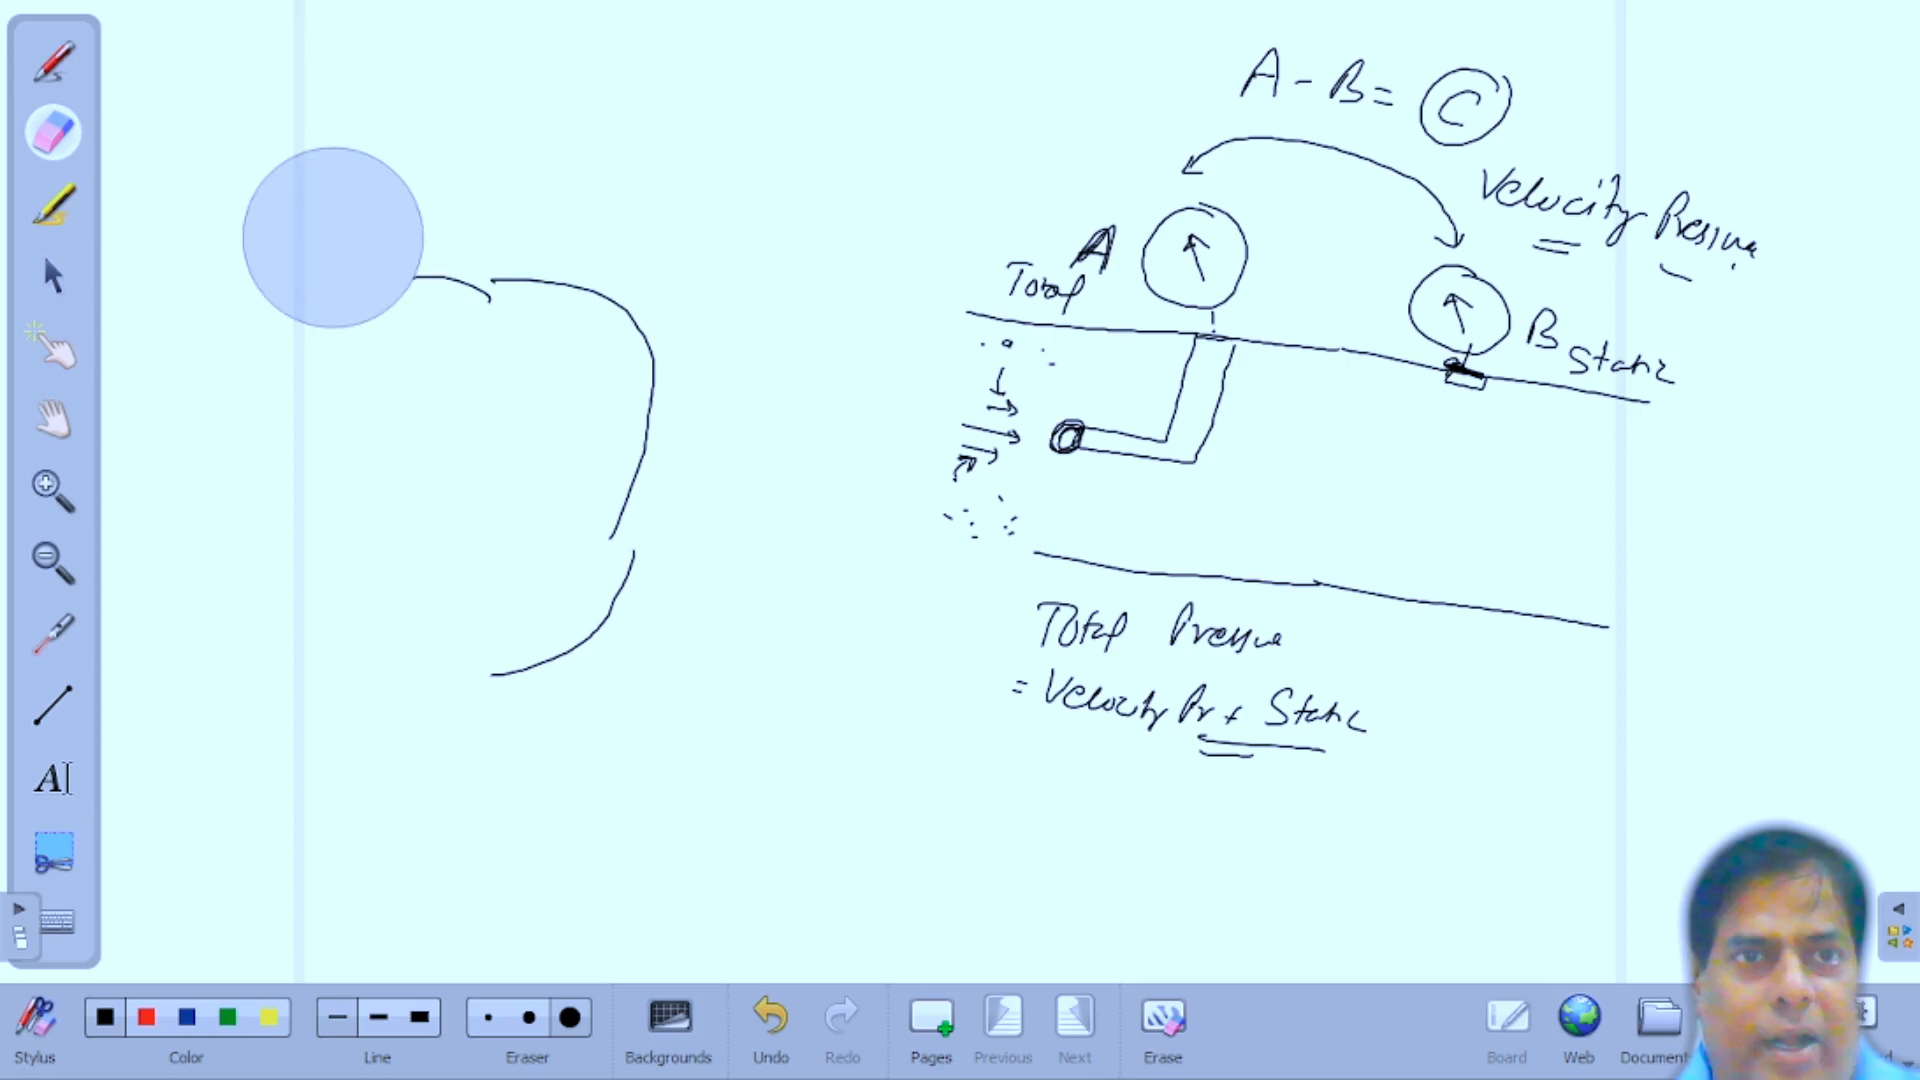 A - B = C
Velocity Pressure
A
Total
B Static
Total Pressure
= Velocity Pr + Static
A
Stylus
Color
Line
Eraser
Backgrounds
Undo
Redo
Pages
Previous
Next
Erase
Board
Web
Document